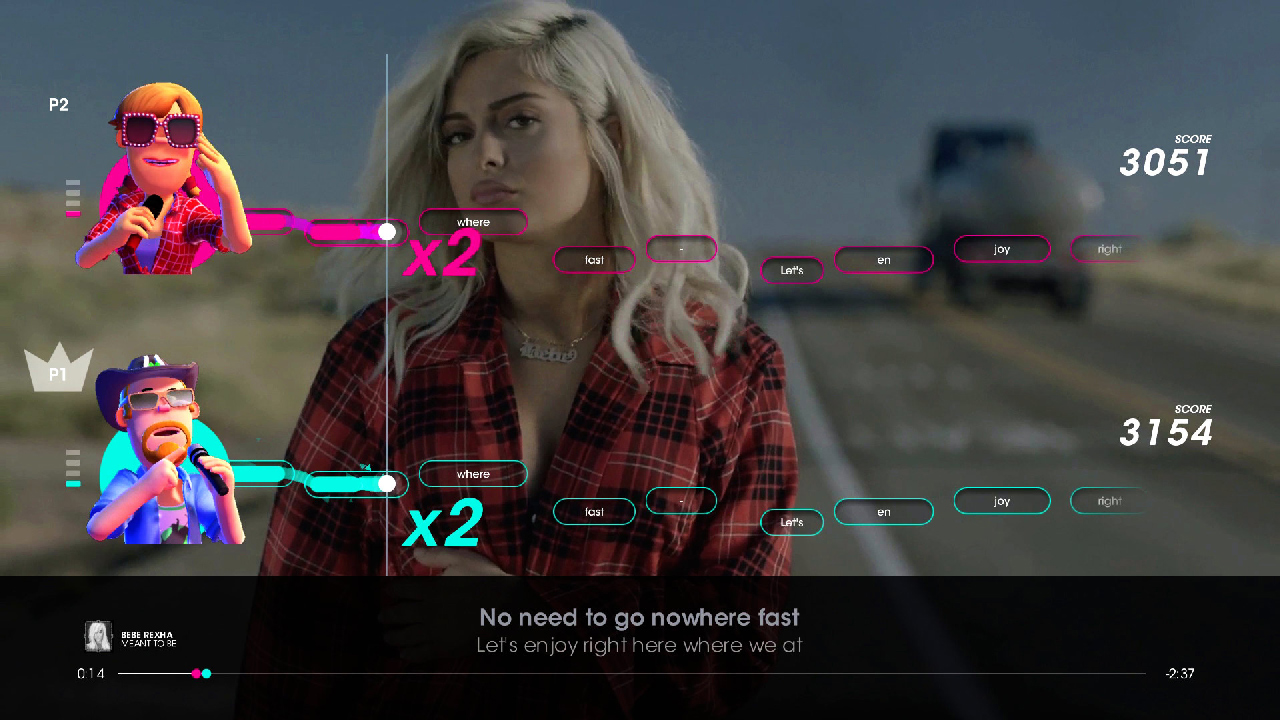 P2
SCORE
3051
where
x2
fast
-
Let's
en
joy
right
P1
SCORE
3154
where
x2
fast
-
Let's
en
joy
right
No need to go nowhere fast
Let's enjoy right here where we at
BEBE REXHA
MEANT TO BE
0:14
-2:37